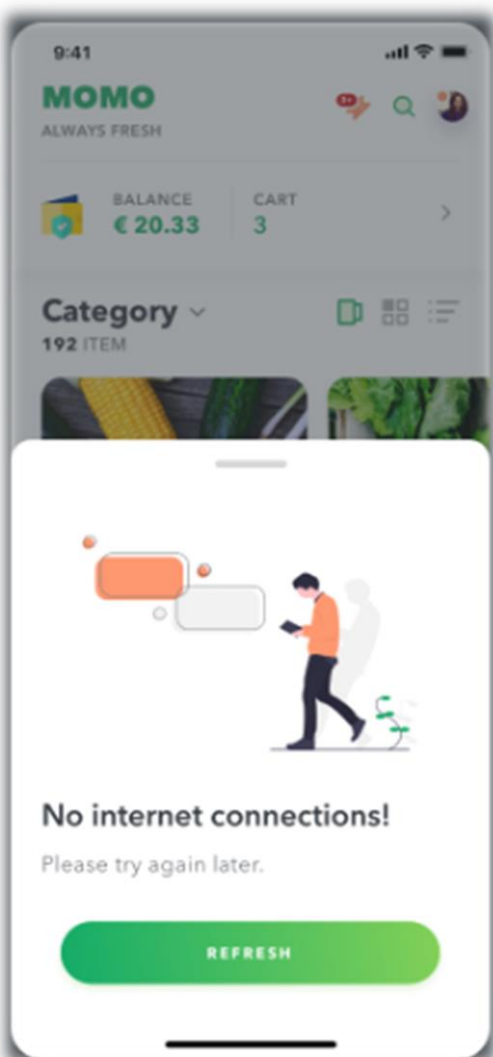 9:41
MOMO
ALWAYS FRESH
BALANCE CART
€ 20.33 3
Category
192 ITEM
No internet connections!
Please try again later.
REFRESH